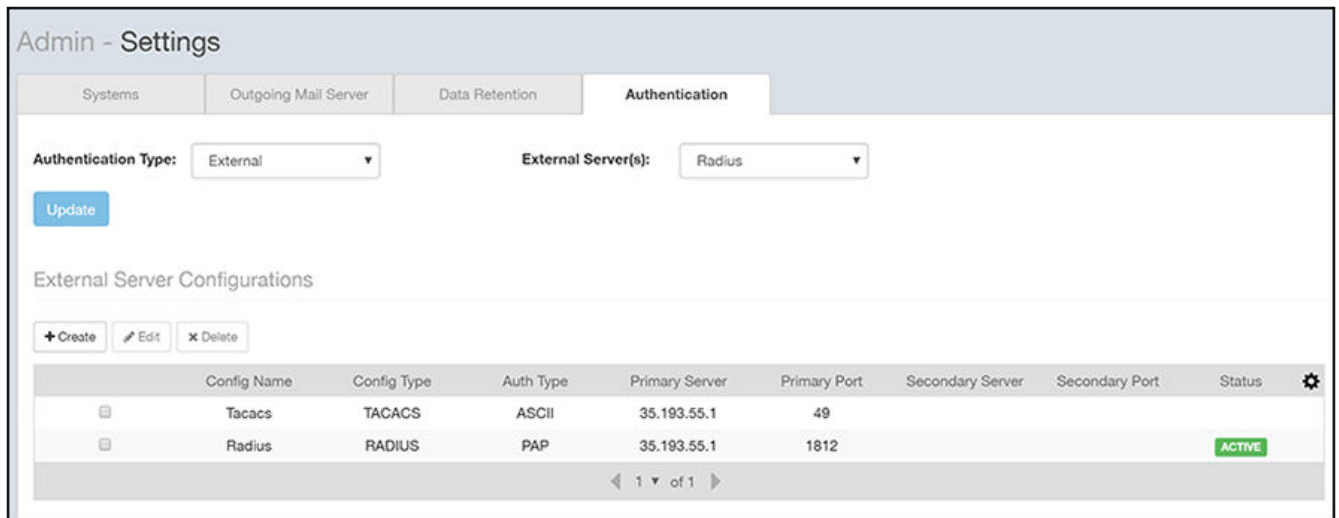 Admin - Settings
Systems Outgoing Mail Server Data Retention Authentication
Authentication Type: External External Server(s): Radius
Update
External Server Configurations
Create Edit Delete
Config Name Config Type Auth Type Primary Server Primary Port Secondary Server Secondary Port Status
Tacacs TACACS ASCII 35.193.55.1 49
Radius RADIUS PAP 35.193.55.1 1812 ACTIVE
1 of 1